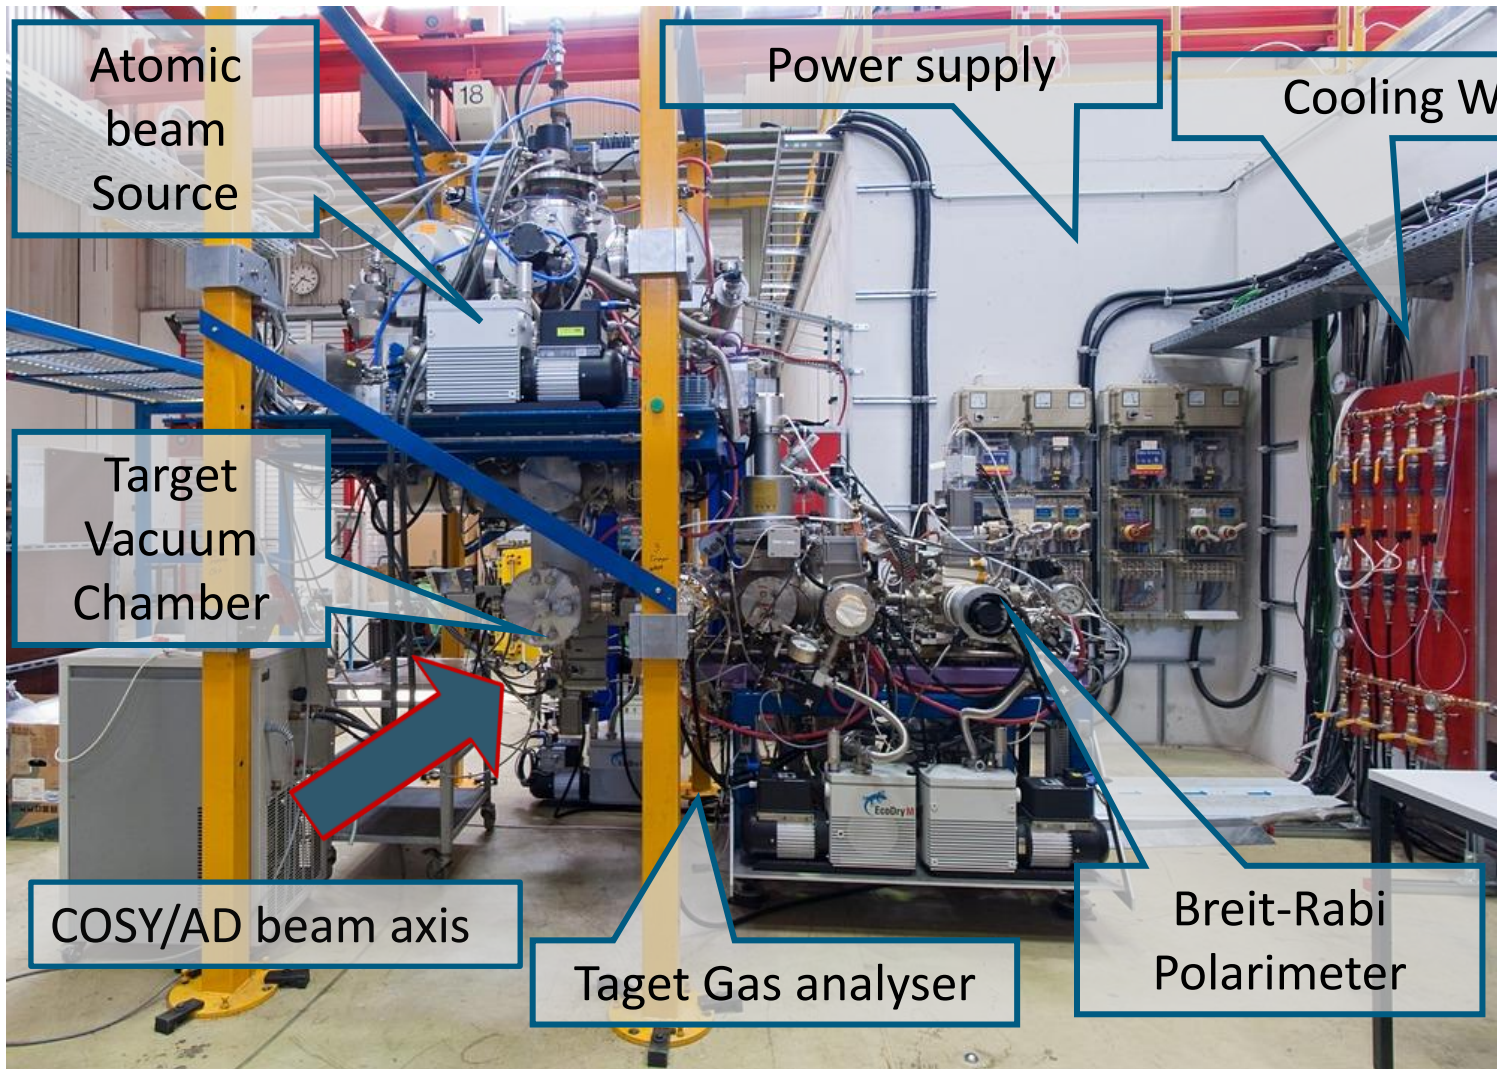 Atomic
beam
Source
Power supply
Cooling W
18
Target
Vacuum
Chamber
EcoDry M
COSY/AD beam axis
Taget Gas analyser
Breit-Rabi
Polarimeter